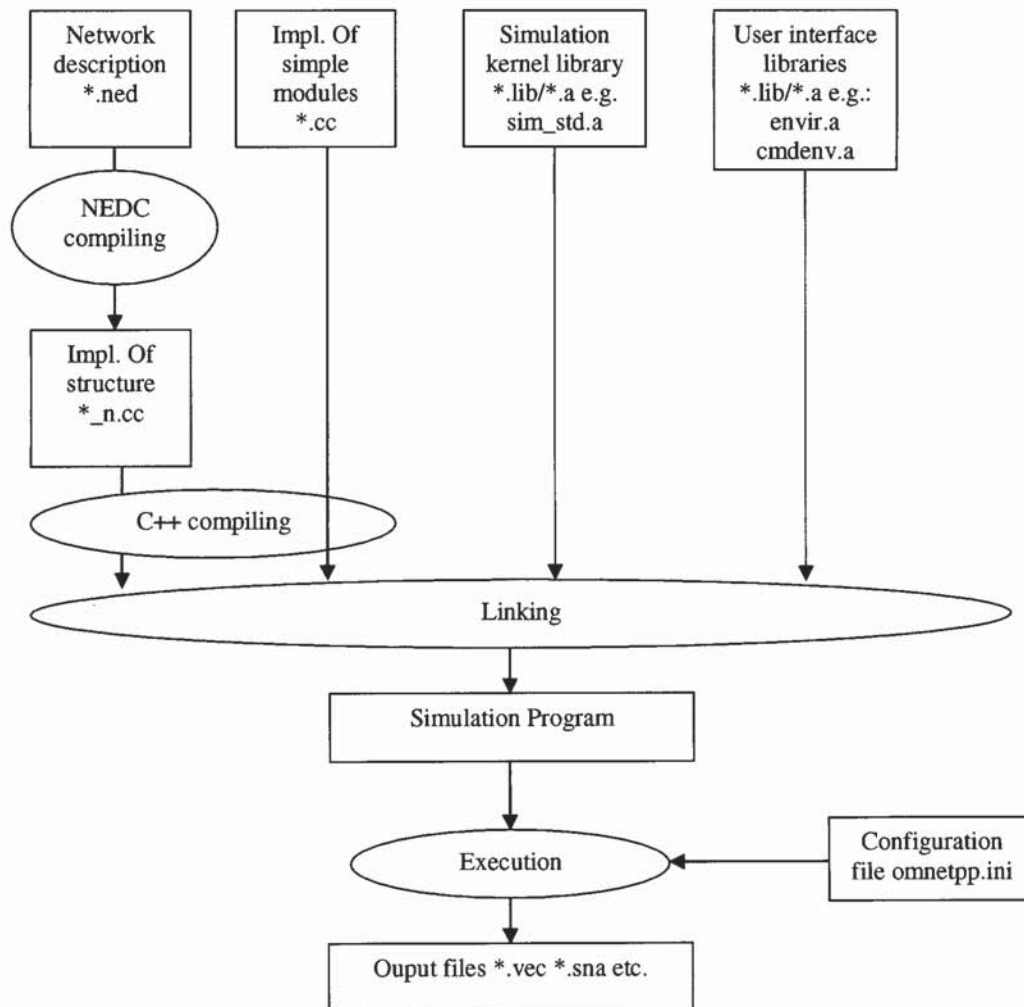 Network
description
*.ned
Impl. Of
simple
modules
*.cc
Simulation
kernel library
*.lib/*.a e.g.
sim_std.a
User interface
libraries
*.lib/*.a e.g.:
envir.a
cmdenv.a
NEDC
compiling
Impl. Of
structure
*_n.cc
C++ compiling
Linking
Simulation Program
Execution
Configuration
file omnetpp.ini
Ouput files *.vec *.sna etc.